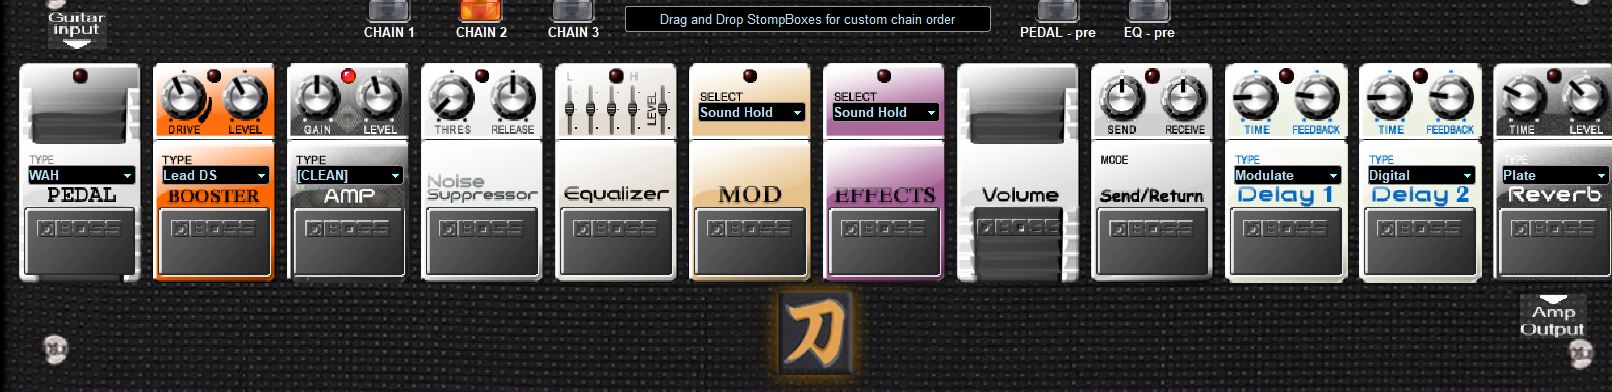 Guitar
input
CHAIN 1
CHAIN 2
CHAIN 3
Drag and Drop StompBoxes for custom chain order
PEDAL - pre
EQ - pre
DRIVE LEVEL
TYPE
WAH
PEDAL
BOSS
TYPE
Lead DS
BOOSTER
BOSS
GAIN LEVEL
TYPE
[CLEAN]
AMP
BOSS
THRES RELEASE
Noise
Suppressor
BOSS
L H
LEVEL
Equalizer
BOSS
SELECT
Sound Hold
MOD
BOSS
SELECT
Sound Hold
EFFECTS
BOSS
Volume
BOSS
SEND RECEIVE
MODE
Send/Return
BOSS
TIME FEEDBACK
TYPE
Modulate
Delay 1
BOSS
TIME FEEDBACK
TYPE
Digital
Delay 2
BOSS
TIME LEVEL
TYPE
Plate
Reverb
BOSS
刀
Amp
Output